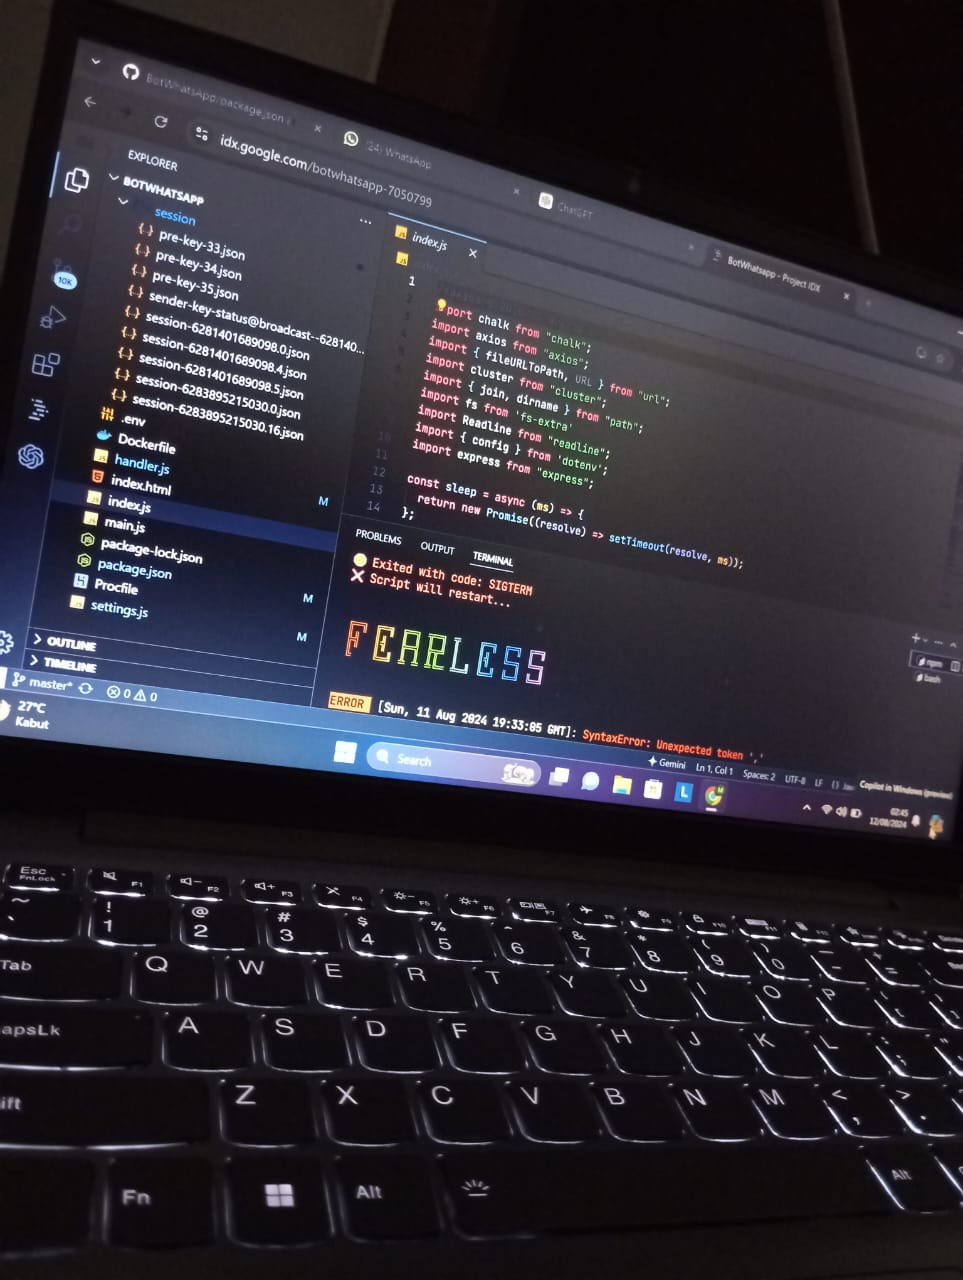 BotWhatsApp/package.json
(24) WhatsApp
ChatGPT
BotWhatsapp - Project IDX
idx.google.com/botwhatsapp-7050799
EXPLORER
BOTWHATSAPP
session
{..} pre-key-33.json
{..} pre-key-34.json
{..} pre-key-35.json
{..} sender-key-status@broadcast--628140...
{..} session-6281401689098.0.json
{..} session-6281401689098.4.json
{..} session-6281401689098.5.json
{..} session-6283895215030.0.json
{..} session-6283895215030.16.json
.env
Dockerfile
handler.js
index.html M
index.js
main.js
package-lock.json
package.json
Procfile M
settings.js
M
OUTLINE
TIMELINE
10K
index.js
1
port chalk from "chalk";
import axios from "axios";
import { fileURLToPath, URL } from "url";
import cluster from "cluster";
import { join, dirname } from "path";
import fs from 'fs-extra'
import Readline from "readline";
10 import { config } from 'dotenv';
11 import express from "express";
12
13 const sleep = async (ms) => {
14 return new Promise((resolve) => setTimeout(resolve, ms));
};
PROBLEMS OUTPUT TERMINAL
Exited with code: SIGTERM
Script will restart...
FEARLESS
ERROR [Sun, 11 Aug 2024 19:33:05 GMT]: SyntaxError: Unexpected token ','
npm
bash
master* 0 0
Gemini Ln 1, Col 1 Spaces: 2 UTF-8 LF
Copilot in Windows (preview)
27°C
Kabut
Search
L
02:45
12/08/2024
Esc F1 F2 F3 F4 F5 F6 F7
FnLock
~ ! @ # $ % ^ & * ( ) _ +
` 1 2 3 4 5 6 7 8 9 0 - =
Tab Q W E R T Y U I O P
apsLk A S D F G H J K L : ;
ift Z X C V B N M < , > .
Fn Alt Alt